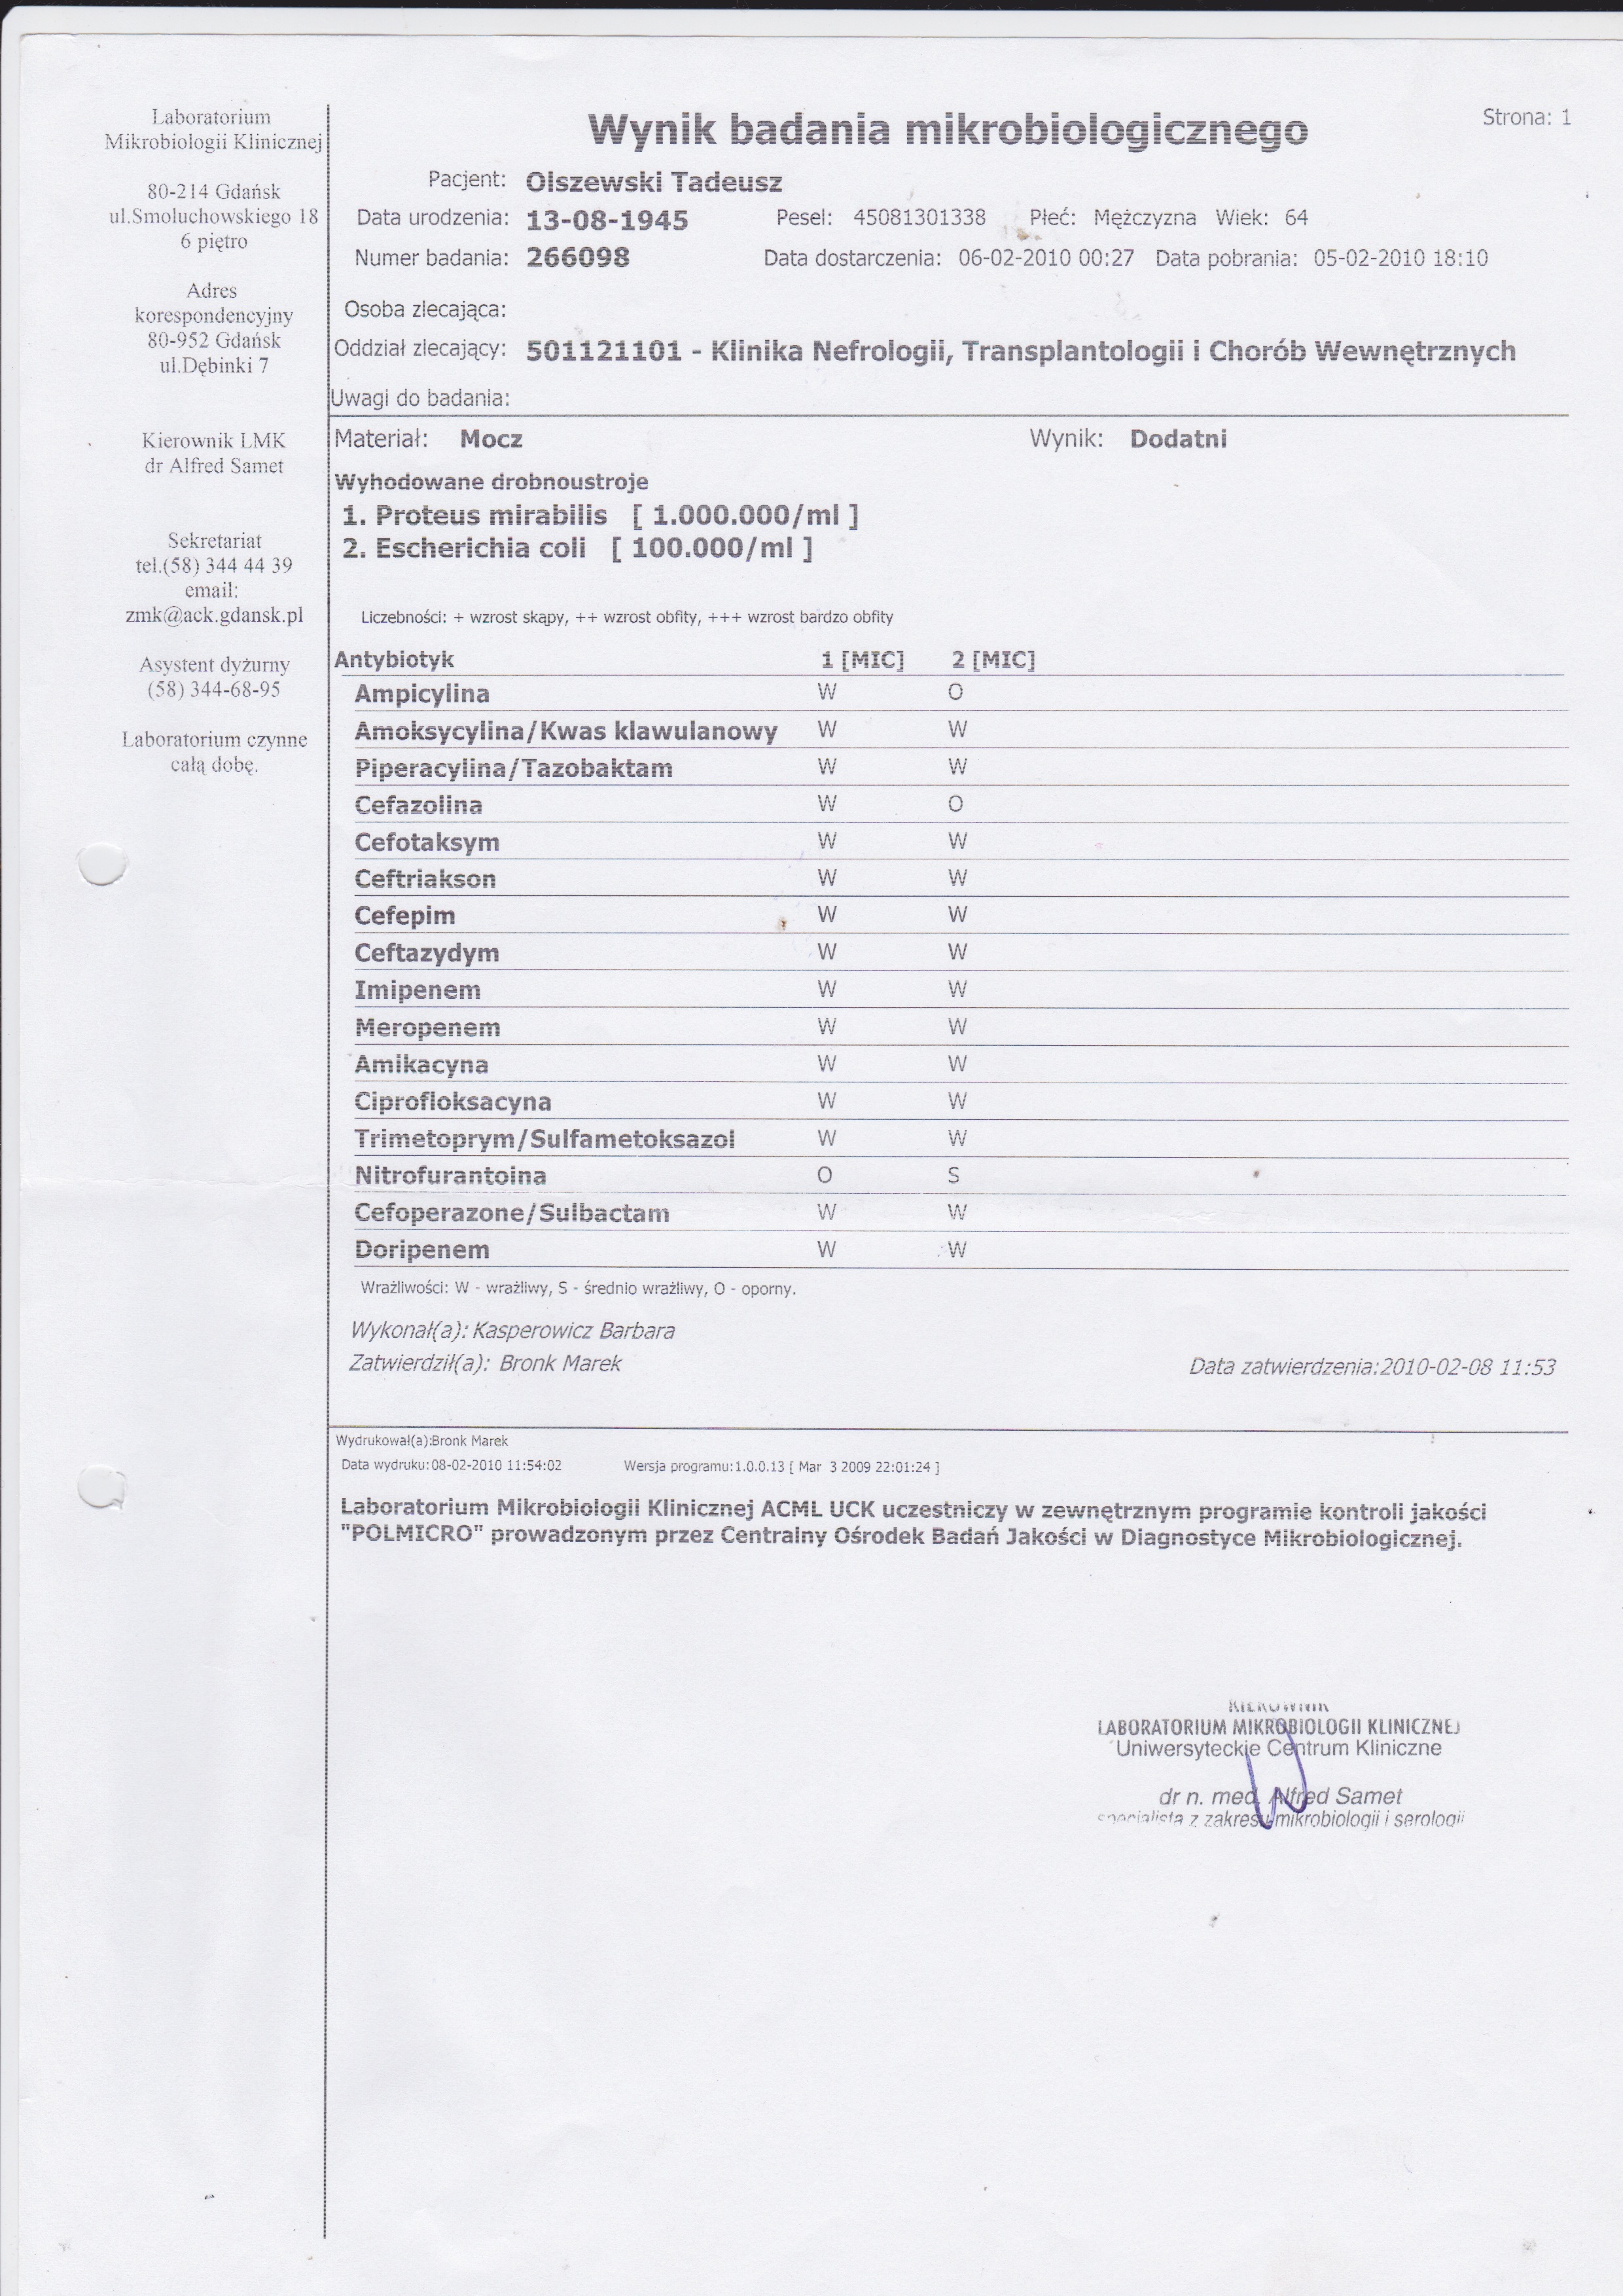 Laboratorium
Mikrobiologii Klinicznej
80-214 Gdańsk
ul.Smoluchowskiego 18
6 piętro
Adres
korespondencyjny
80-952 Gdańsk
ul.Dębinki 7
Kierownik LMK
dr Alfred Samet
Sekretariat
tel.(58) 344 44 39
email:
zmk@ack.gdansk.pl
Asystent dyżurny
(58) 344-68-95
Laboratorium czynne
całą dobę.
Wynik badania mikrobiologicznego
Strona: 1
Pacjent: Olszewski Tadeusz
Data urodzenia: 13-08-1945 Pesel: 45081301338 Płeć: Mężczyzna Wiek: 64
Numer badania: 266098 Data dostarczenia: 06-02-2010 00:27 Data pobrania: 05-02-2010 18:10
Osoba zlecająca:
Oddział zlecający: 501121101 - Klinika Nefrologii, Transplantologii i Chorób Wewnętrznych
Uwagi do badania:
Materiał: Mocz Wynik: Dodatni
Wyhodowane drobnoustroje
1. Proteus mirabilis [ 1.000.000/ml ]
2. Escherichia coli [ 100.000/ml ]
Liczebności: + wzrost skąpy, ++ wzrost obfity, +++ wzrost bardzo obfity
Antybiotyk 1 [MIC] 2 [MIC]
Ampicylina W O
Amoksycylina/Kwas klawulanowy W W
Piperacylina/Tazobaktam W W
Cefazolina W O
Cefotaksym W W
Ceftriakson W W
Cefepim W W
Ceftazydym W W
Imipenem W W
Meropenem W W
Amikacyna W W
Ciprofloksacyna W W
Trimetoprym/Sulfametoksazol W W
Nitrofurantoina O S
Cefoperazone/Sulbactam W W
Doripenem W W
Wrażliwości: W - wrażliwy, S - średnio wrażliwy, O - oporny.
Wykonał(a): Kasperowicz Barbara
Zatwierdził(a): Bronk Marek Data zatwierdzenia:2010-02-08 11:53
Wydrukował(a):Bronk Marek
Data wydruku:08-02-2010 11:54:02 Wersja programu:1.0.0.13 [ Mar 3 2009 22:01:24 ]
Laboratorium Mikrobiologii Klinicznej ACML UCK uczestniczy w zewnętrznym programie kontroli jakości
"POLMICRO" prowadzonym przez Centralny Ośrodek Badań Jakości w Diagnostyce Mikrobiologicznej.
KIEROWNIK
LABORATORIUM MIKROBIOLOGII KLINICZNEJ
Uniwersyteckie Centrum Kliniczne
dr n. med. Alfred Samet
specjalista z zakresu mikrobiologii i serologii